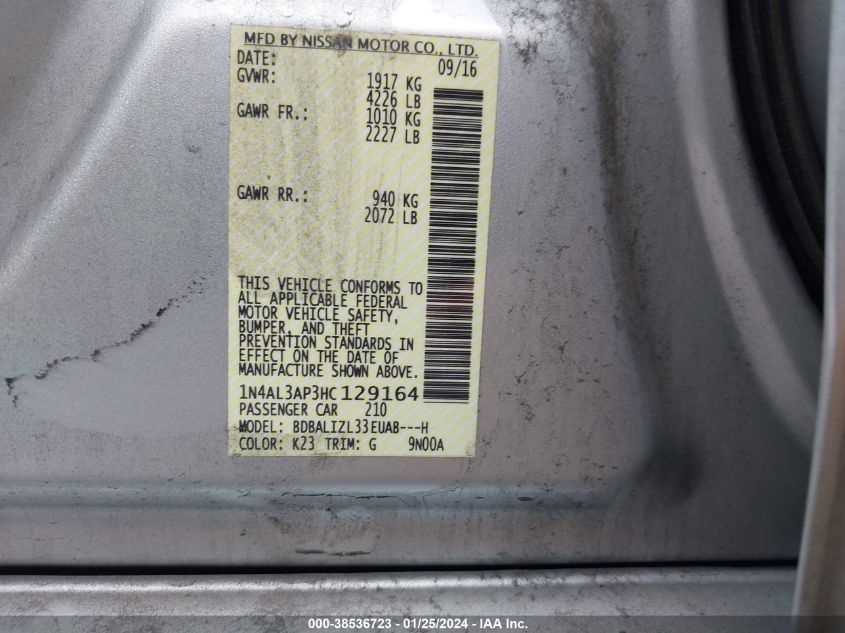 MFD BY NISSAN MOTOR CO., LTD.
DATE: 09/16
GVWR: 1917 KG
4226 LB
GAWR FR.: 1010 KG
2227 LB
GAWR RR.: 940 KG
2072 LB
THIS VEHICLE CONFORMS TO
ALL APPLICABLE FEDERAL
MOTOR VEHICLE SAFETY,
BUMPER, AND THEFT
PREVENTION STANDARDS IN
EFFECT ON THE DATE OF
MANUFACTURE SHOWN ABOVE.
1N4AL3AP3HC129164
PASSENGER CAR 210
MODEL: BDBALIZL33EUAB---H
COLOR: K23 TRIM: G 9N00A
000-38536723 — 01/25/2024 — IAA Inc.